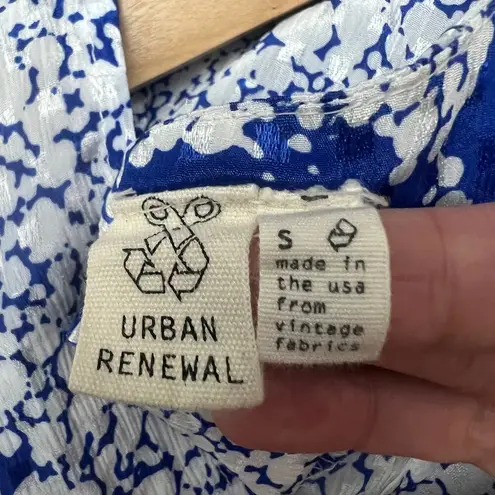 URBAN
RENEWAL
S
made in
the usa
from
vintage
fabrics